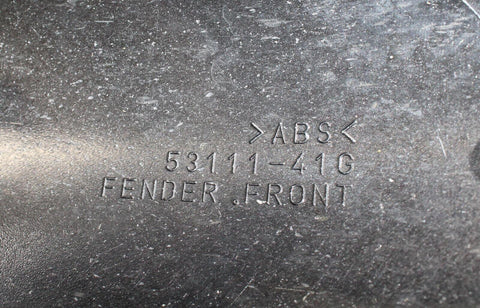 >ABS<
53111-41G
FENDER.FRONT